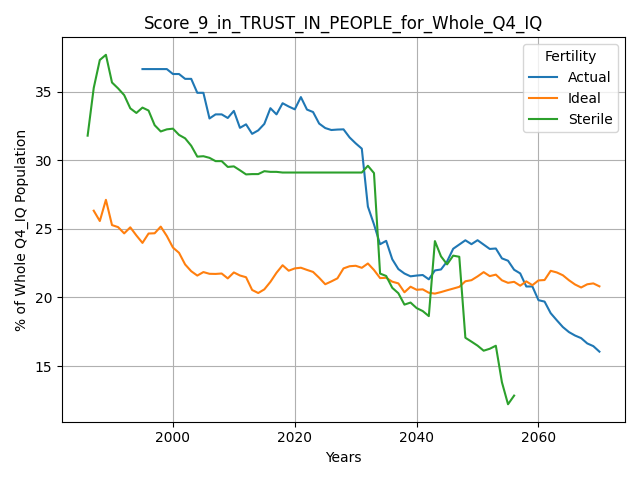 Score_9_in_TRUST_IN_PEOPLE_for_Whole_Q4_IQ
Fertility
Actual
Ideal
Sterile
% of Whole Q4_IQ Population
35
30
25
20
15
2000
2020
2040
2060
Years